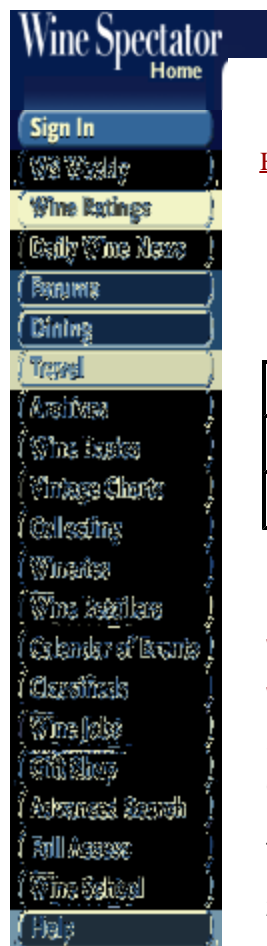 Wine Spectator
Home
Sign In
WS Weekly
Wine Ratings
Daily Wine News
Forums
Dining
Travel
Archives
Wine Basics
Vintage Charts
Collecting
Wineries
Wine Retailers
Calendar of Events
Classifieds
Wine Jobs
Gift Shop
Advanced Search
Full Access
Wine School
Help